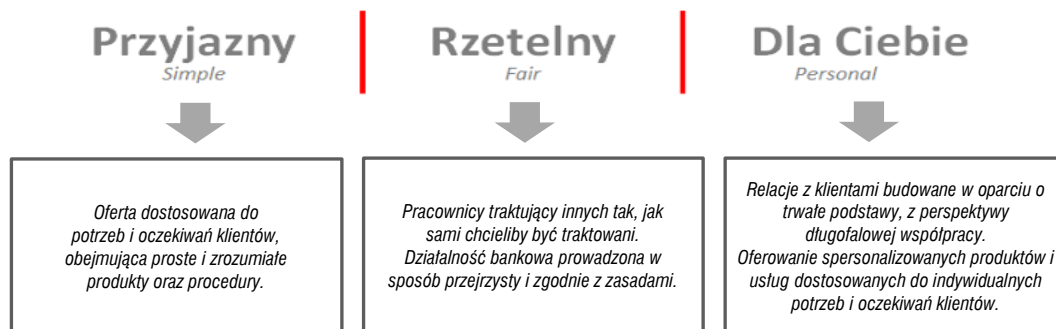 Przyjazny
Simple
Rzetelny
Fair
Dla Ciebie
Personal
Oferta dostosowana do
potrzeb i oczekiwań klientów,
obejmująca proste i zrozumiałe
produkty oraz procedury.
Pracownicy traktujący innych tak, jak
sami chcieliby być traktowani.
Działalność bankowa prowadzona w
sposób przejrzysty i zgodnie z zasadami.
Relacje z klientami budowane w oparciu o
trwałe podstawy, z perspektywy
długofalowej współpracy.
Oferowanie spersonalizowanych produktów i
usług dostosowanych do indywidualnych
potrzeb i oczekiwań klientów.